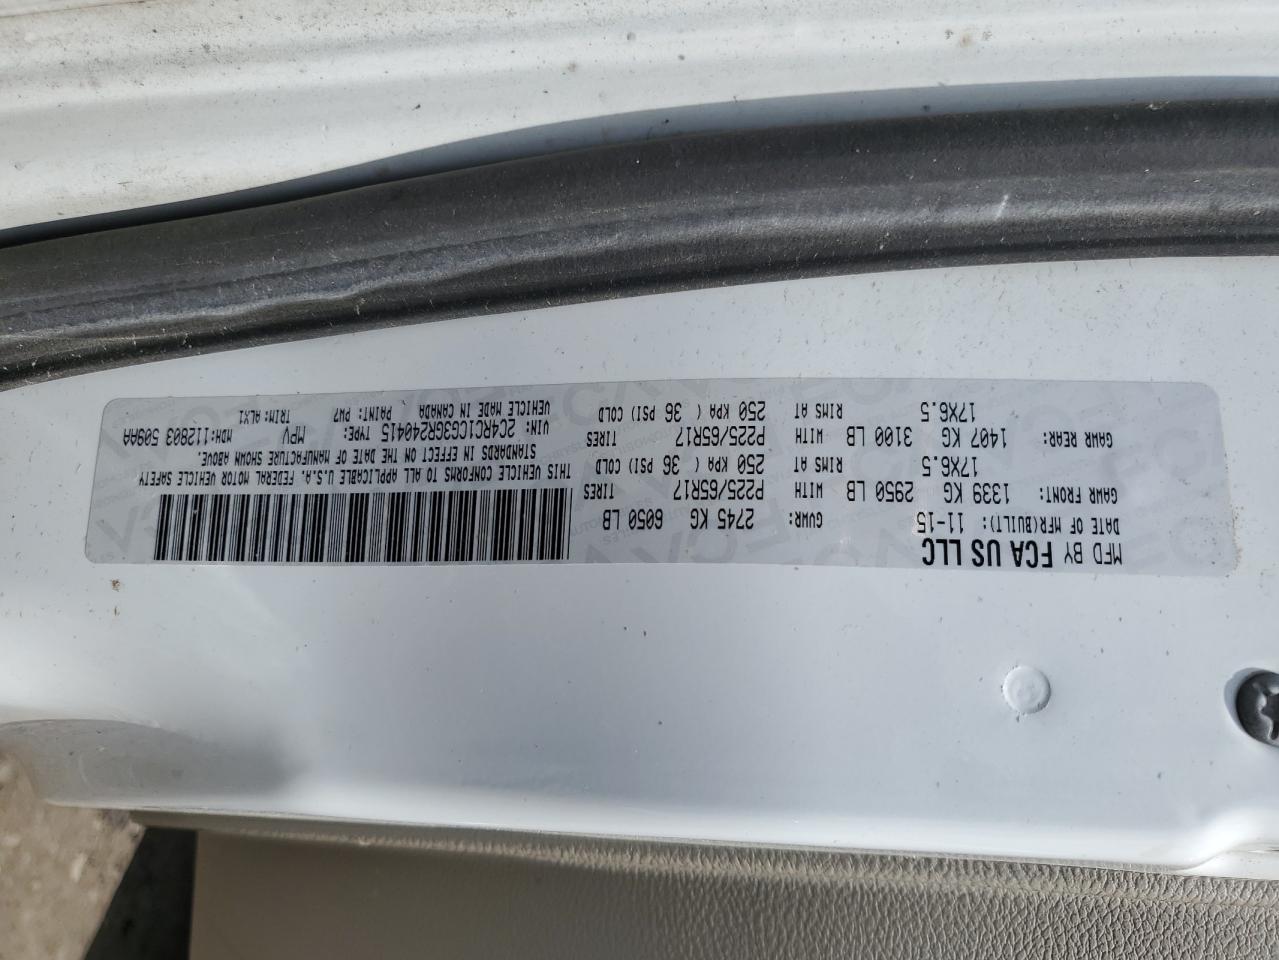 MFD BY FCA US LLC
DATE OF MFR(BUILT): 11-15 GVWR: 2745 KG 6050 LB
GAWR FRONT: 1339 KG 2950 LB WITH P225/65R17 TIRES
17X6.5 RIMS AT 250 KPA ( 36 PSI) COLD
GAWR REAR: 1407 KG 3100 LB WITH P225/65R17 TIRES
17X6.5 RIMS AT 250 KPA ( 36 PSI) COLD
THIS VEHICLE CONFORMS TO ALL APPLICABLE U.S.A. FEDERAL MOTOR VEHICLE SAFETY
STANDARDS IN EFFECT ON THE DATE OF MANUFACTURE SHOWN ABOVE.
VIN: 2C4RC1CG3GR240415 TYPE: MPV MDH:112803 509AA
VEHICLE MADE IN CANADA PAINT: PW7 TRIM: ALX1